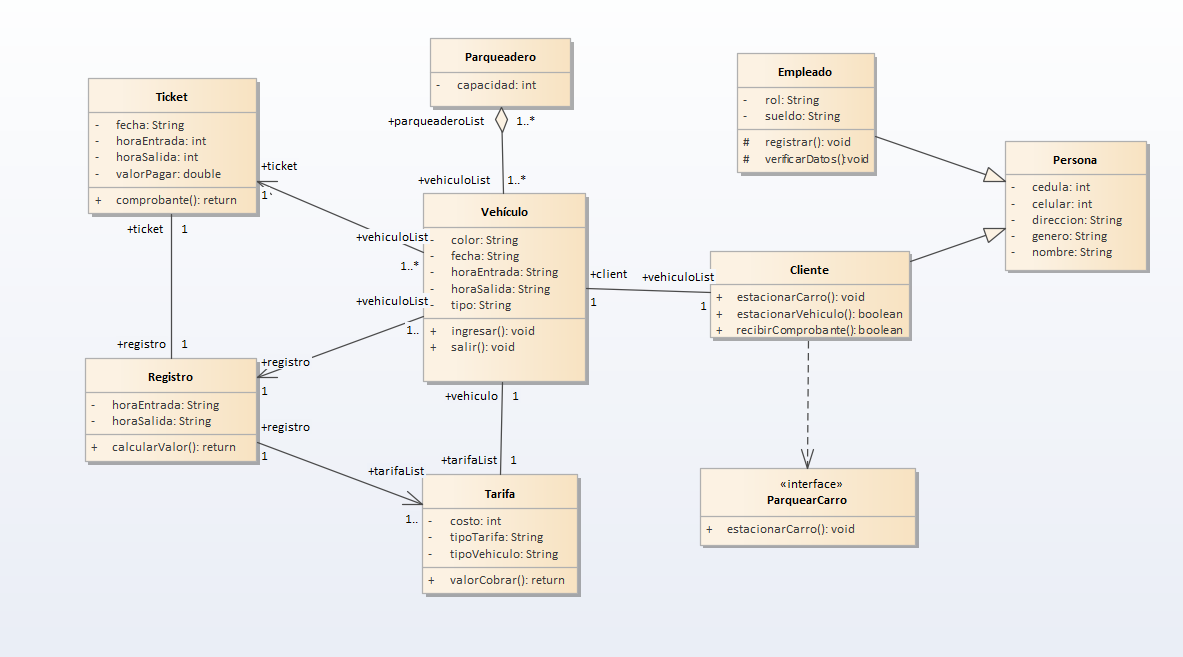 Parqueadero
- capacidad: int
+parqueaderoList 1..*
+vehiculoList 1..*
Ticket
- fecha: String
- horaEntrada: int
- horaSalida: int
- valorPagar: double
+ comprobante(): return
+ticket
1
+ticket 1
+registro 1
Registro
- horaEntrada: String
- horaSalida: String
+ calcularValor(): return
+registro
1
+registro
1
Vehículo
- color: String
- fecha: String
- horaEntrada: String
- horaSalida: String
- tipo: String
+ ingresar(): void
+ salir(): void
+vehiculoList
1..*
+vehiculoList
1..
+vehiculo 1
+tarifaList 1
+tarifaList
1..
Tarifa
- costo: int
- tipoTarifa: String
- tipoVehiculo: String
+ valorCobrar(): return
+client
1
+vehiculoList
1
Empleado
- rol: String
- sueldo: String
# registrar(): void
# verificarDatos():void
Persona
- cedula: int
- celular: int
- direccion: String
- genero: String
- nombre: String
Cliente
+ estacionarCarro(): void
+ estacionarVehiculo(): boolean
+ recibirComprobante(): boolean
«interface»
ParquearCarro
+ estacionarCarro(): void